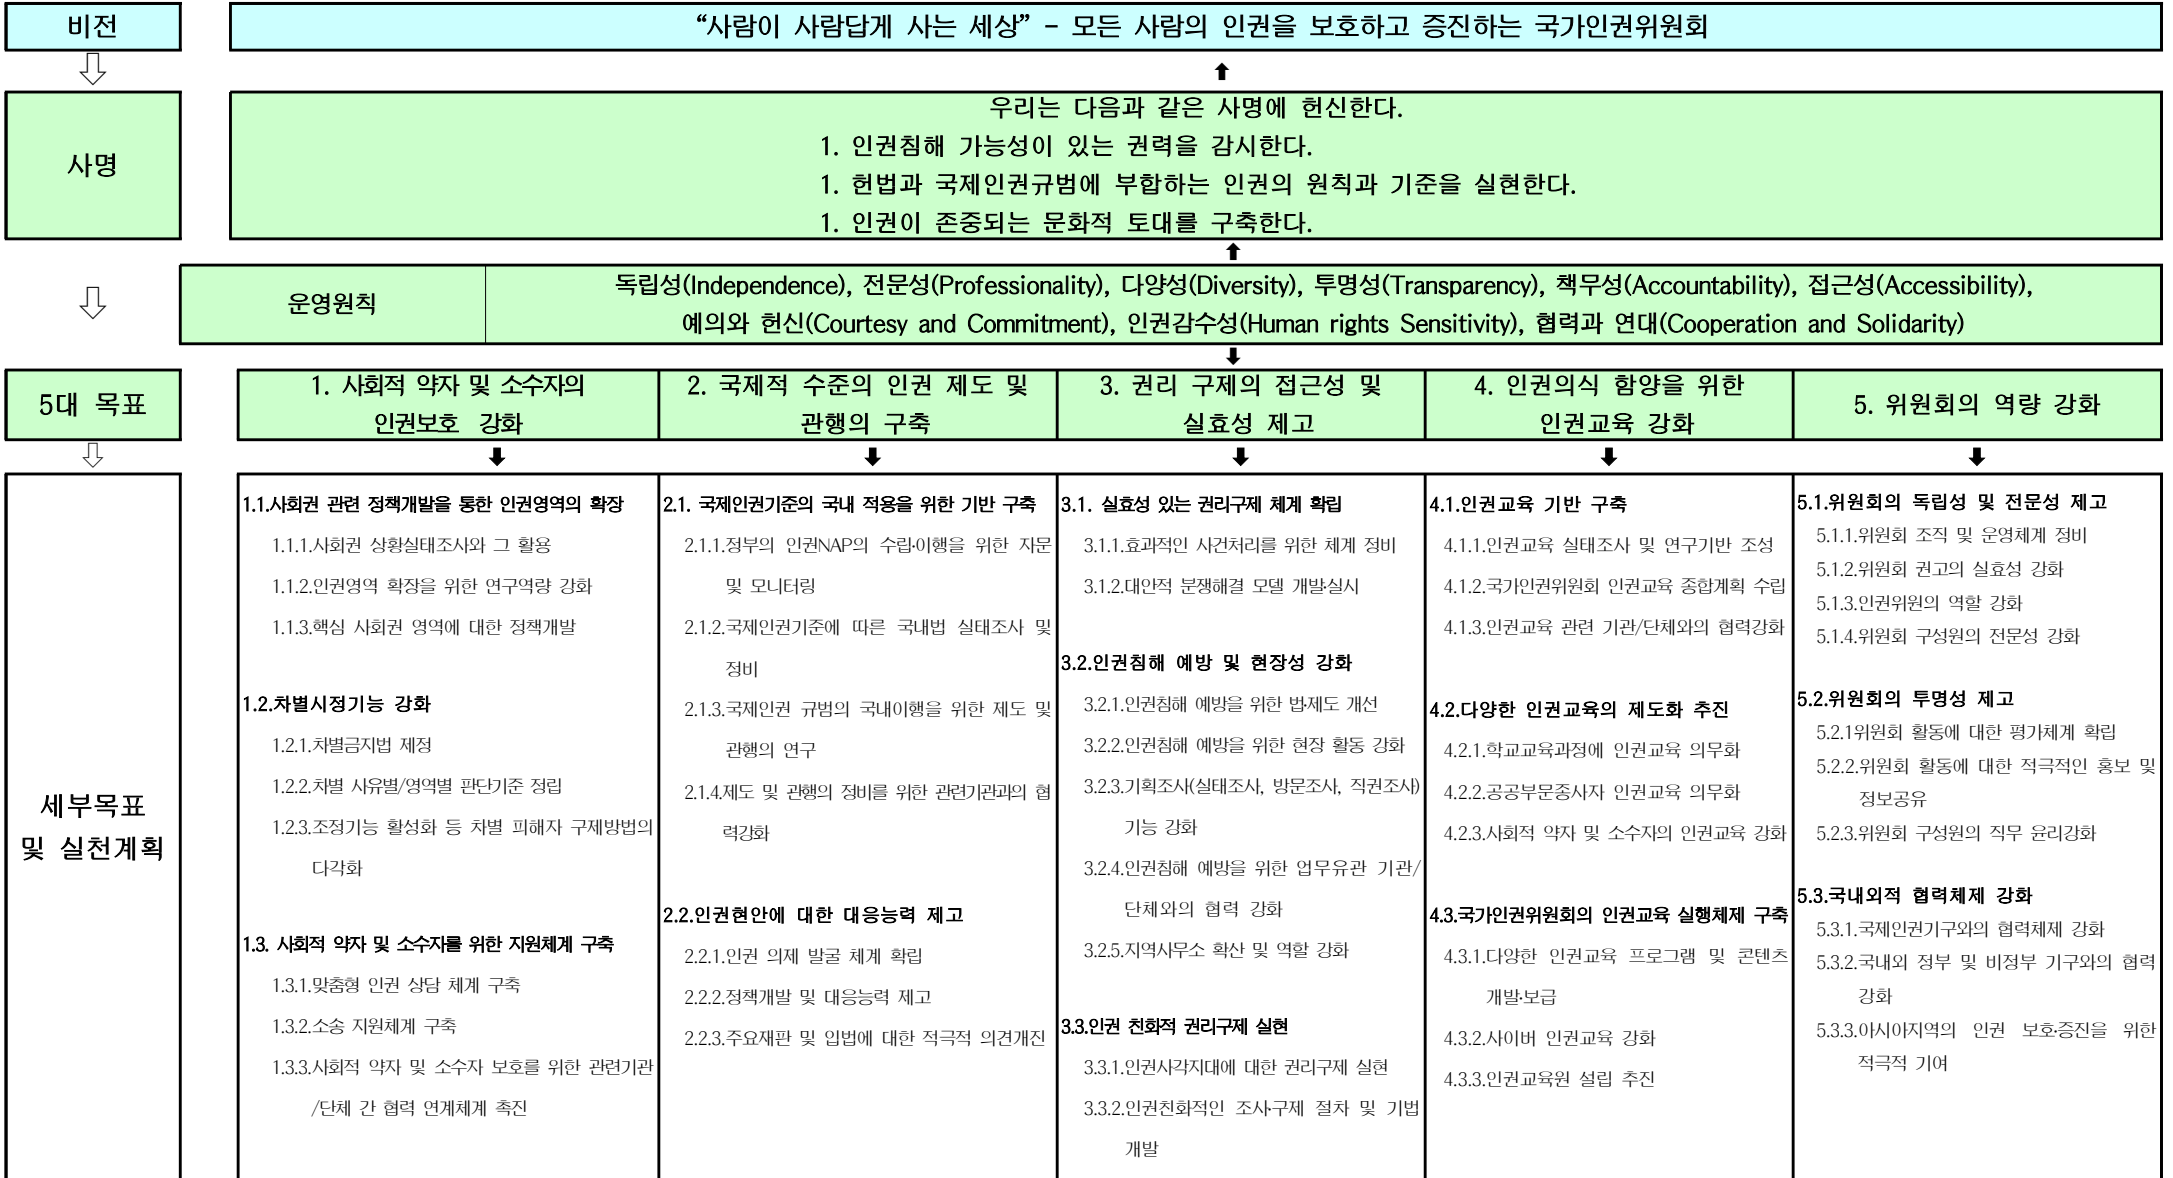 비전
“사람이 사람답게 사는 세상” - 모든 사람의 인권을 보호하고 증진하는 국가인권위원회
사명
우리는 다음과 같은 사명에 헌신한다.
1. 인권침해 가능성이 있는 권력을 감시한다.
1. 헌법과 국제인권규범에 부합하는 인권의 원칙과 기준을 실현한다.
1. 인권이 존중되는 문화적 토대를 구축한다.
운영원칙
독립성(Independence), 전문성(Professionality), 다양성(Diversity), 투명성(Transparency), 책무성(Accountability), 접근성(Accessibility),
예의와 헌신(Courtesy and Commitment), 인권감수성(Human rights Sensitivity), 협력과 연대(Cooperation and Solidarity)
5대 목표
1. 사회적 약자 및 소수자의
인권보호 강화
2. 국제적 수준의 인권 제도 및
관행의 구축
3. 권리 구제의 접근성 및
실효성 제고
4. 인권의식 함양을 위한
인권교육 강화
5. 위원회의 역량 강화
세부목표
및 실천계획
1.1.사회권 관련 정책개발을 통한 인권영역의 확장
1.1.1.사회권 상황실태조사와 그 활용
1.1.2.인권영역 확장을 위한 연구역량 강화
1.1.3.핵심 사회권 영역에 대한 정책개발
1.2.차별시정기능 강화
1.2.1.차별금지법 제정
1.2.2.차별 사유별/영역별 판단기준 정립
1.2.3.조정기능 활성화 등 차별 피해자 구제방법의
다각화
1.3. 사회적 약자 및 소수자를 위한 지원체계 구축
1.3.1.맞춤형 인권 상담 체계 구축
1.3.2.소송 지원체계 구축
1.3.3.사회적 약자 및 소수자 보호를 위한 관련기관
/단체 간 협력 연계체계 촉진
2.1. 국제인권기준의 국내 적용을 위한 기반 구축
2.1.1.정부의 인권NAP의 수립·이행을 위한 자문
및 모니터링
2.1.2.국제인권기준에 따른 국내법 실태조사 및
정비
2.1.3.국제인권 규범의 국내이행을 위한 제도 및
관행의 연구
2.1.4.제도 및 관행의 정비를 위한 관련기관과의 협
력강화
2.2.인권현안에 대한 대응능력 제고
2.2.1.인권 의제 발굴 체계 확립
2.2.2.정책개발 및 대응능력 제고
2.2.3.주요재판 및 입법에 대한 적극적 의견개진
3.1. 실효성 있는 권리구제 체계 확립
3.1.1.효과적인 사건처리를 위한 체계 정비
3.1.2.대안적 분쟁해결 모델 개발·실시
3.2.인권침해 예방 및 현장성 강화
3.2.1.인권침해 예방을 위한 법·제도 개선
3.2.2.인권침해 예방을 위한 현장 활동 강화
3.2.3.기획조사(실태조사, 방문조사, 직권조사)
기능 강화
3.2.4.인권침해 예방을 위한 업무유관 기관/
단체와의 협력 강화
3.2.5.지역사무소 확산 및 역할 강화
3.3.인권 친화적 권리구제 실현
3.3.1.인권사각지대에 대한 권리구제 실현
3.3.2.인권친화적인 조사·구제 절차 및 기법
개발
4.1.인권교육 기반 구축
4.1.1.인권교육 실태조사 및 연구기반 조성
4.1.2.국가인권위원회 인권교육 종합계획 수립
4.1.3.인권교육 관련 기관/단체와의 협력강화
4.2.다양한 인권교육의 제도화 추진
4.2.1.학교교육과정에 인권교육 의무화
4.2.2.공공부문종사자 인권교육 의무화
4.2.3.사회적 약자 및 소수자의 인권교육 강화
4.3.국가인권위원회의 인권교육 실행체제 구축
4.3.1.다양한 인권교육 프로그램 및 콘텐츠
개발·보급
4.3.2.사이버 인권교육 강화
4.3.3.인권교육원 설립 추진
5.1.위원회의 독립성 및 전문성 제고
5.1.1.위원회 조직 및 운영체계 정비
5.1.2.위원회 권고의 실효성 강화
5.1.3.인권위원의 역할 강화
5.1.4.위원회 구성원의 전문성 강화
5.2.위원회의 투명성 제고
5.2.1위원회 활동에 대한 평가체계 확립
5.2.2.위원회 활동에 대한 적극적인 홍보 및
정보공유
5.2.3.위원회 구성원의 직무 윤리강화
5.3.국내외적 협력체제 강화
5.3.1.국제인권기구와의 협력체제 강화
5.3.2.국내외 정부 및 비정부 기구와의 협력
강화
5.3.3.아시아지역의 인권 보호·증진을 위한
적극적 기여